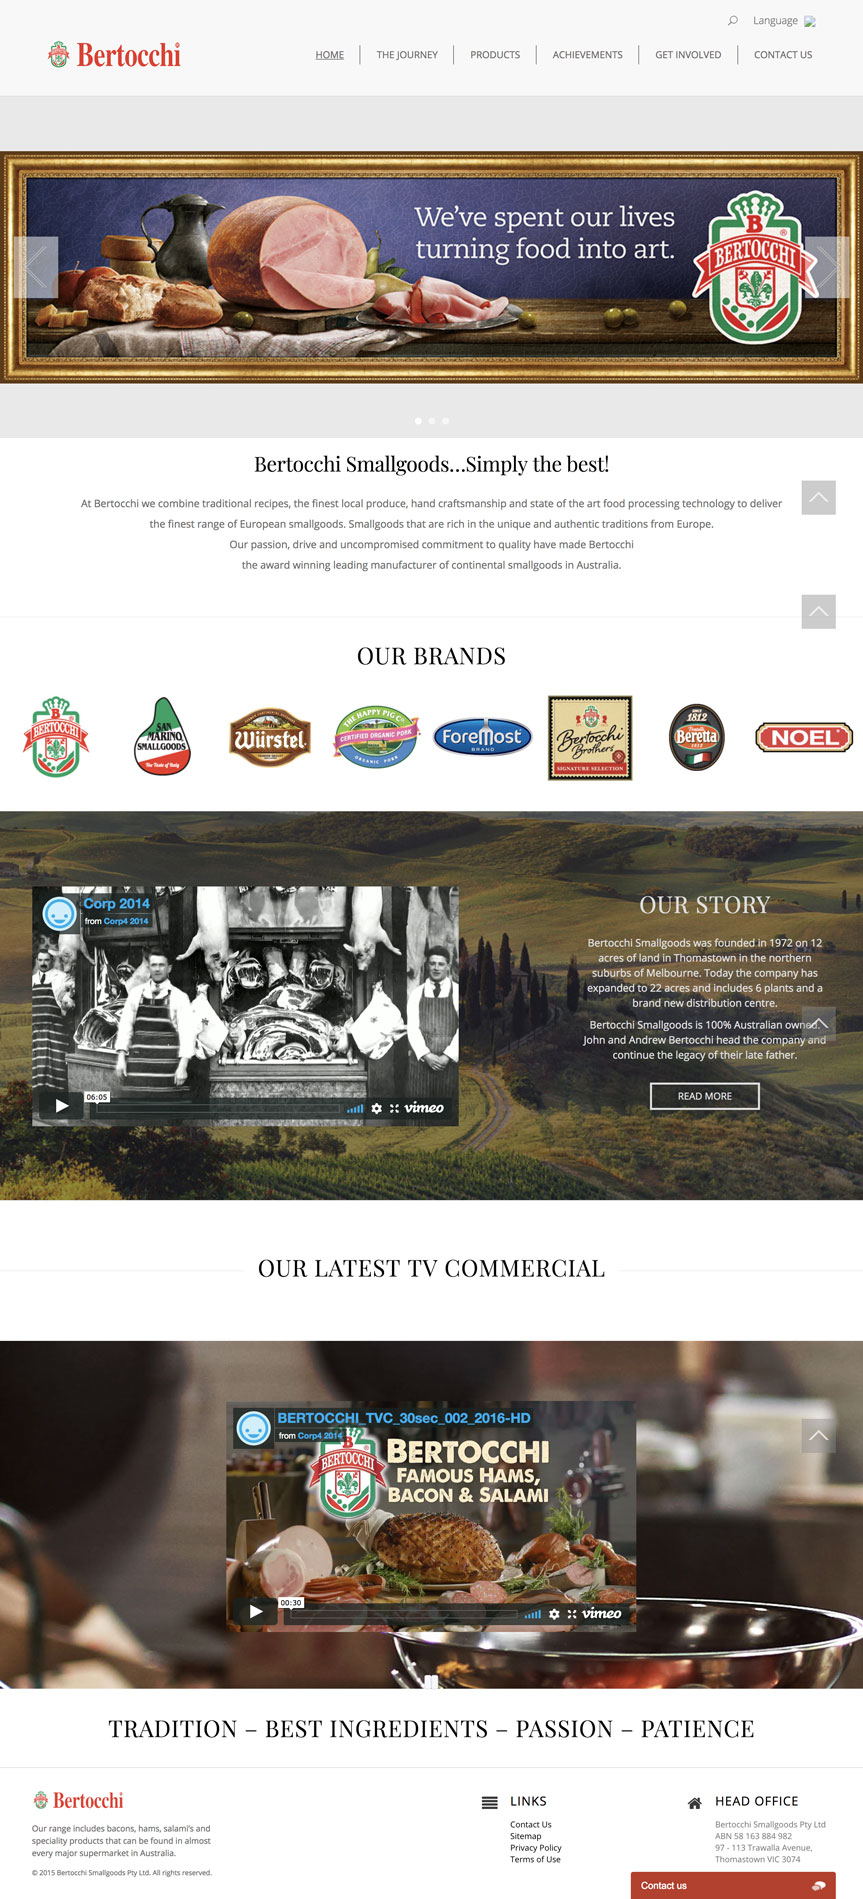 Language
Bertocchi
HOME
THE JOURNEY
PRODUCTS
ACHIEVEMENTS
GET INVOLVED
CONTACT US
We've spent our lives
turning food into art.
B
BERTOCCHI
Bertocchi Smallgoods...Simply the best!
At Bertocchi we combine traditional recipes, the finest local produce, hand craftsmanship and state of the art food processing technology to deliver
the finest range of European smallgoods. Smallgoods that are rich in the unique and authentic traditions from Europe.
Our passion, drive and uncompromised commitment to quality have made Bertocchi
the award winning leading manufacturer of continental smallgoods in Australia.
OUR BRANDS
B
BERTOCCHI
SAN
MARINO
SMALLGOODS
The Taste of Italy
Würstel
THE HAPPY PIG Co
CERTIFIED ORGANIC PORK
ORGANIC PORK
Foremost
BRAND
Bertocchi
Brothers
SIGNATURE SELECTION
SINCE
1812
Fratelli
Beretta
1812
NOEL
Corp 2014
from Corp4 2014
06:05
vimeo
OUR STORY
Bertocchi Smallgoods was founded in 1972 on 12
acres of land in Thomastown in the northern
suburbs of Melbourne. Today the company has
expanded to 22 acres and includes 6 plants and a
brand new distribution centre.
Bertocchi Smallgoods is 100% Australian owned.
John and Andrew Bertocchi head the company and
continue the legacy of their late father.
READ MORE
OUR LATEST TV COMMERCIAL
BERTOCCHI_TVC_30sec_002_2016-HD
from Corp4 2014
B
BERTOCCHI
BERTOCCHI
FAMOUS HAMS,
BACON & SALAMI
00:30
vimeo
TRADITION – BEST INGREDIENTS – PASSION – PATIENCE
Bertocchi
Our range includes bacons, hams, salami's and
speciality products that can be found in almost
every major supermarket in Australia.
© 2015 Bertocchi Smallgoods Pty Ltd. All rights reserved.
LINKS
Contact Us
Sitemap
Privacy Policy
Terms of Use
HEAD OFFICE
Bertocchi Smallgoods Pty Ltd
ABN 58 163 884 982
97 - 113 Trawalla Avenue,
Thomastown VIC 3074
Contact us